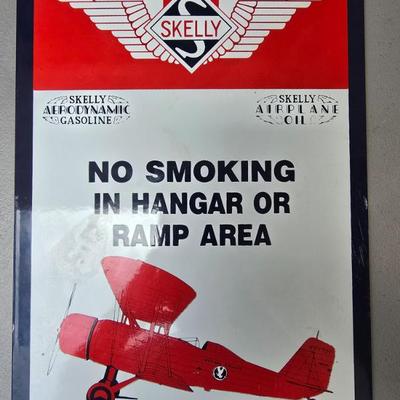 SKELLY
SKELLY
AERODYNAMIC
GASOLINE
SKELLY
AIRPLANE
OIL
NO SMOKING
IN HANGAR OR
RAMP AREA